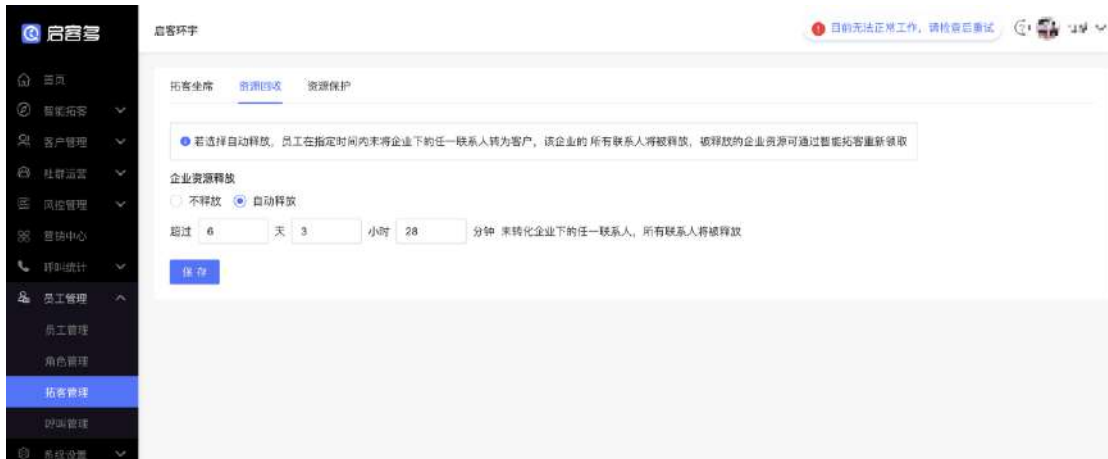 启客多
启客环宇
目前无法正常工作，请检查后重试
首页
智能拓客
客户管理
社群运营
风控管理
营销中心
呼叫统计
员工管理
员工管理
角色管理
拓客管理
呼叫管理
系统设置
拓客坐席 资源回收 资源保护
若选择自动释放，员工在指定时间内未将企业下的任一联系人转为客户，该企业的 所有联系人将被释放，被释放的企业资源可通过智能拓客重新领取
企业资源释放
不释放 自动释放
超过 6 天 3 小时 28 分钟 未转化企业下的任一联系人，所有联系人将被释放
保存